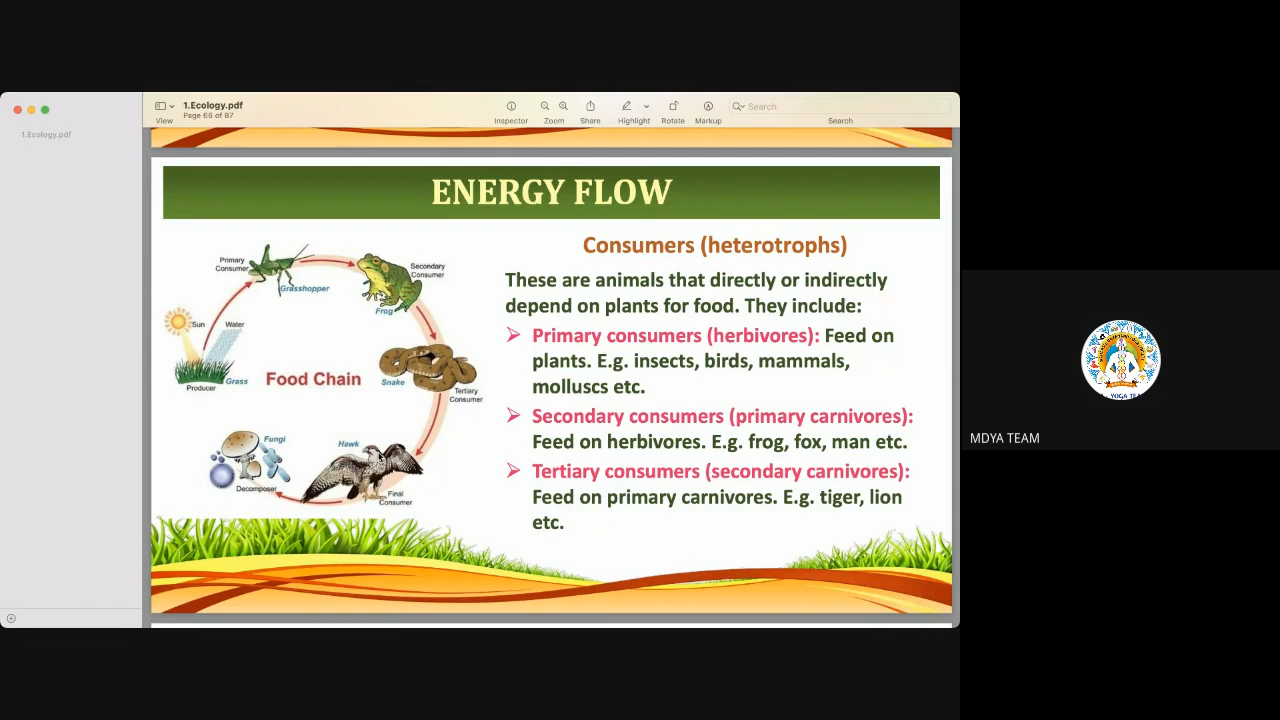 1.Ecology.pdf
Page 66 of 87
View
Inspector
Zoom
Share
Highlight
Rotate
Markup
Search
Search
1.Ecology.pdf
ENERGY FLOW
Primary
Consumer
Grasshopper
Secondary
Consumer
Frog
Sun
Water
Grass
Producer
Food Chain
Snake
Tertiary
Consumer
Fungi
Hawk
Decomposer
Final
Consumer
Consumers (heterotrophs)
These are animals that directly or indirectly
depend on plants for food. They include:
Primary consumers (herbivores): Feed on
plants. E.g. insects, birds, mammals,
molluscs etc.
Secondary consumers (primary carnivores):
Feed on herbivores. E.g. frog, fox, man etc.
Tertiary consumers (secondary carnivores):
Feed on primary carnivores. E.g. tiger, lion
etc.
MDYA TEAM